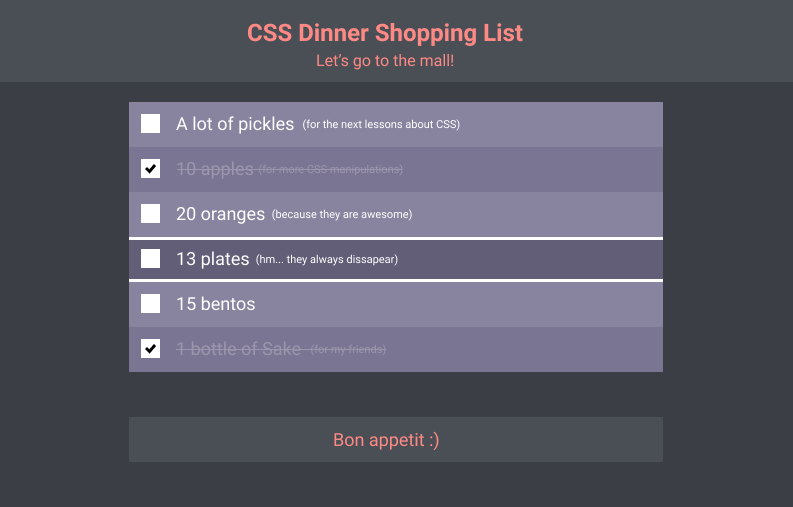 CSS Dinner Shopping List
Let's go to the mall!
A lot of pickles (for the next lessons about CSS)
10 apples (for more CSS manipulations)
20 oranges (because they are awesome)
13 plates (hm... they always dissapear)
15 bentos
1 bottle of Sake (for my friends)
Bon appetit :)